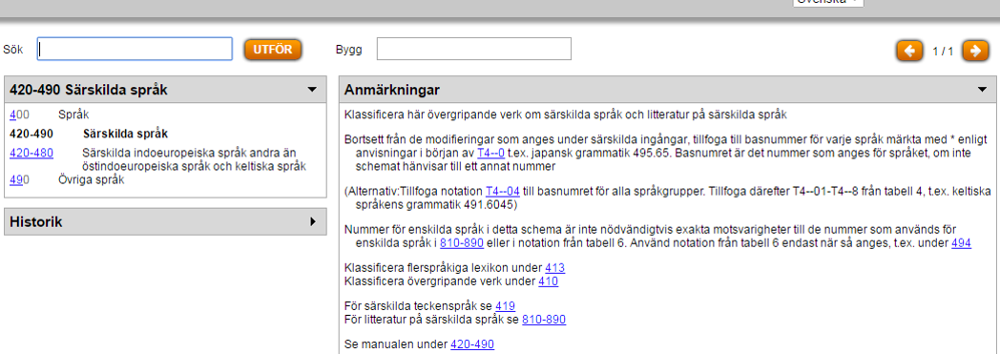 Svenska
Sök
UTFÖR
Bygg
1 / 1
420-490 Särskilda språk
400 Språk
420-490 Särskilda språk
420-480 Särskilda indoeuropeiska språk andra än
östindoeuropeiska språk och keltiska språk
490 Övriga språk
Historik
Anmärkningar
Klassificera här övergripande verk om särskilda språk och litteratur på särskilda språk
Bortsett från de modifieringar som anges under särskilda ingångar, tillfoga till basnummer för varje språk märkta med * enligt
anvisningar i början av T4--0 t.ex. japansk grammatik 495.65. Basnumret är det nummer som anges för språket, om inte
schemat hänvisar till ett annat nummer
(Alternativ:Tillfoga notation T4--04 till basnumret för alla språkgrupper. Tillfoga därefter T4--01-T4--8 från tabell 4, t.ex. keltiska
språkens grammatik 491.6045)
Nummer för enskilda språk i detta schema är inte nödvändigtvis exakta motsvarigheter till de nummer som används för
enskilda språk i 810-890 eller i notation från tabell 6. Använd notation från tabell 6 endast när så anges, t.ex. under 494
Klassificera flerspråkiga lexikon under 413
Klassificera övergripande verk under 410
För särskilda teckenspråk se 419
För litteratur på särskilda språk se 810-890
Se manualen under 420-490